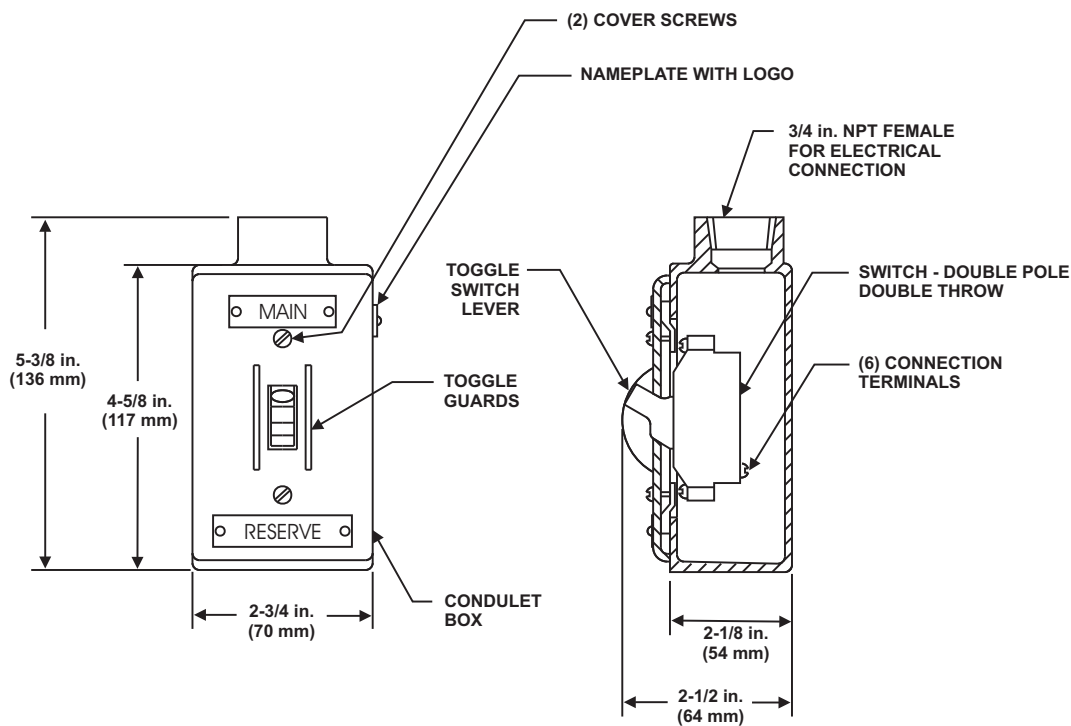 (2) COVER SCREWS
NAMEPLATE WITH LOGO
3/4 in. NPT FEMALE
FOR ELECTRICAL
CONNECTION
TOGGLE
SWITCH
LEVER
SWITCH - DOUBLE POLE
DOUBLE THROW
MAIN
5-3/8 in.
(136 mm)
4-5/8 in.
(117 mm)
TOGGLE
GUARDS
(6) CONNECTION
TERMINALS
RESERVE
2-3/4 in.
(70 mm)
CONDULET
BOX
2-1/8 in.
(54 mm)
2-1/2 in.
(64 mm)